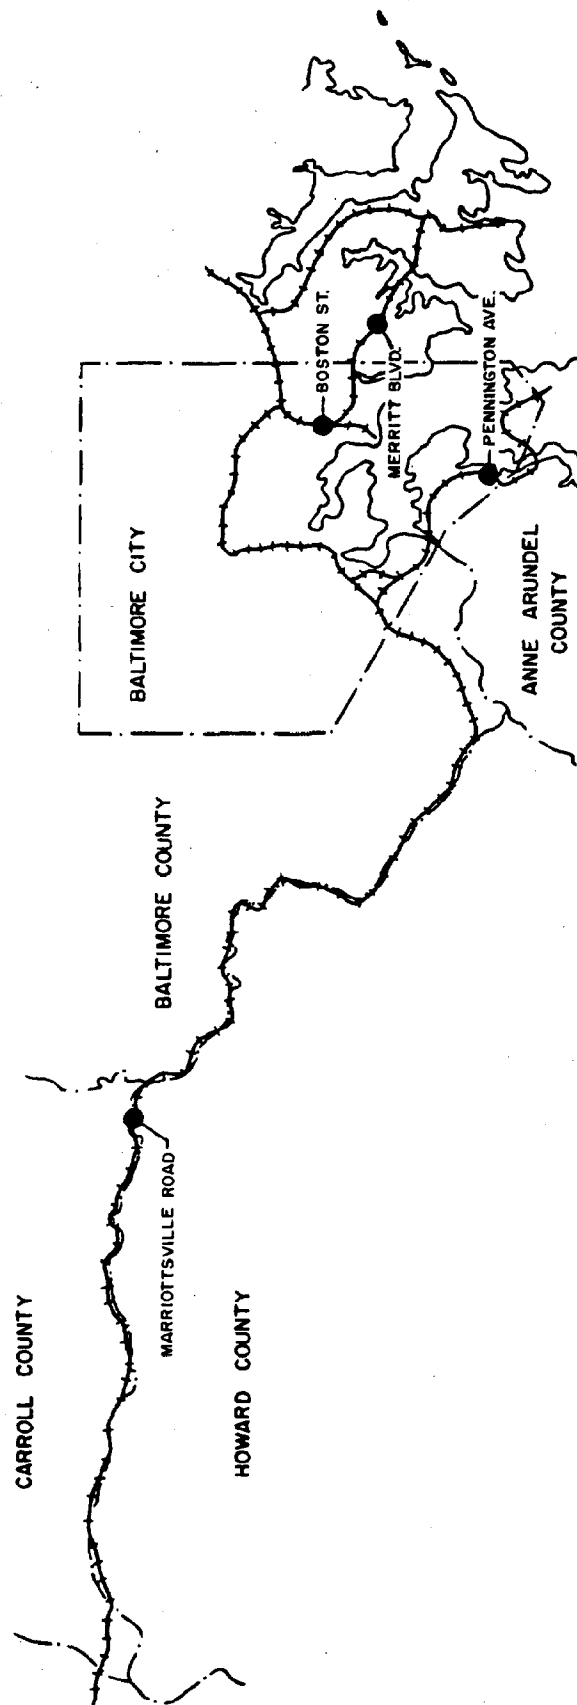 CARROLL COUNTY
HOWARD COUNTY
MARRIOTTSVILLE ROAD
BALTIMORE COUNTY
BALTIMORE CITY
BOSTON ST.
MERRITT BLVD.
PENNINGTON AVE.
ANNE ARUNDEL
COUNTY